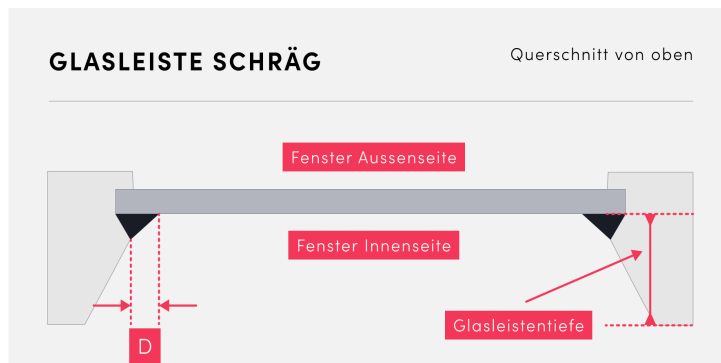 GLASLEISTE SCHRÄG
Querschnitt von oben
Fenster Aussenseite
Fenster Innenseite
Glasleistentiefe
D